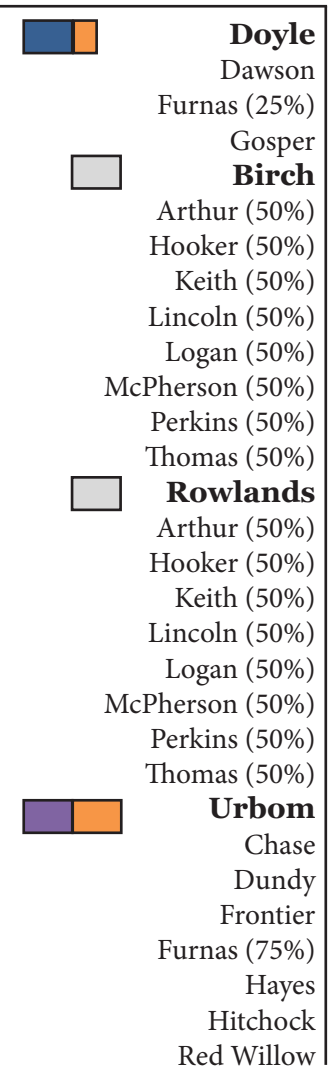 Doyle
Dawson
Furnas (25%)
Gosper
Birch
Arthur (50%)
Hooker (50%)
Keith (50%)
Lincoln (50%)
Logan (50%)
McPherson (50%)
Perkins (50%)
Thomas (50%)
Rowlands
Arthur (50%)
Hooker (50%)
Keith (50%)
Lincoln (50%)
Logan (50%)
McPherson (50%)
Perkins (50%)
Thomas (50%)
Urbom
Chase
Dundy
Frontier
Furnas (75%)
Hayes
Hitchock
Red Willow